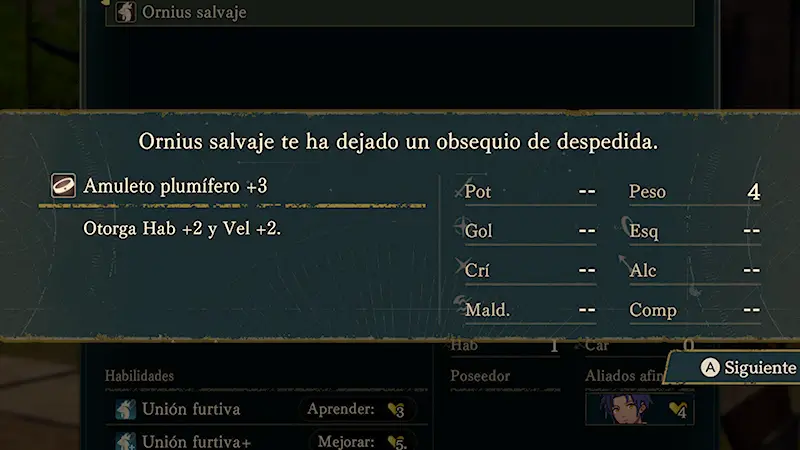 Ornius salvaje
Ornius salvaje te ha dejado un obsequio de despedida.
Amuleto plumífero +3
Otorga Hab +2 y Vel +2.
Pot --
Peso 4
Gol --
Esq --
Crí --
Alc --
Mald. --
Comp --
Hab 1
Car 0
A Siguiente
Habilidades
Poseedor
Aliados afin
Unión furtiva
Aprender: 3
4
Unión furtiva+
Mejorar: 5